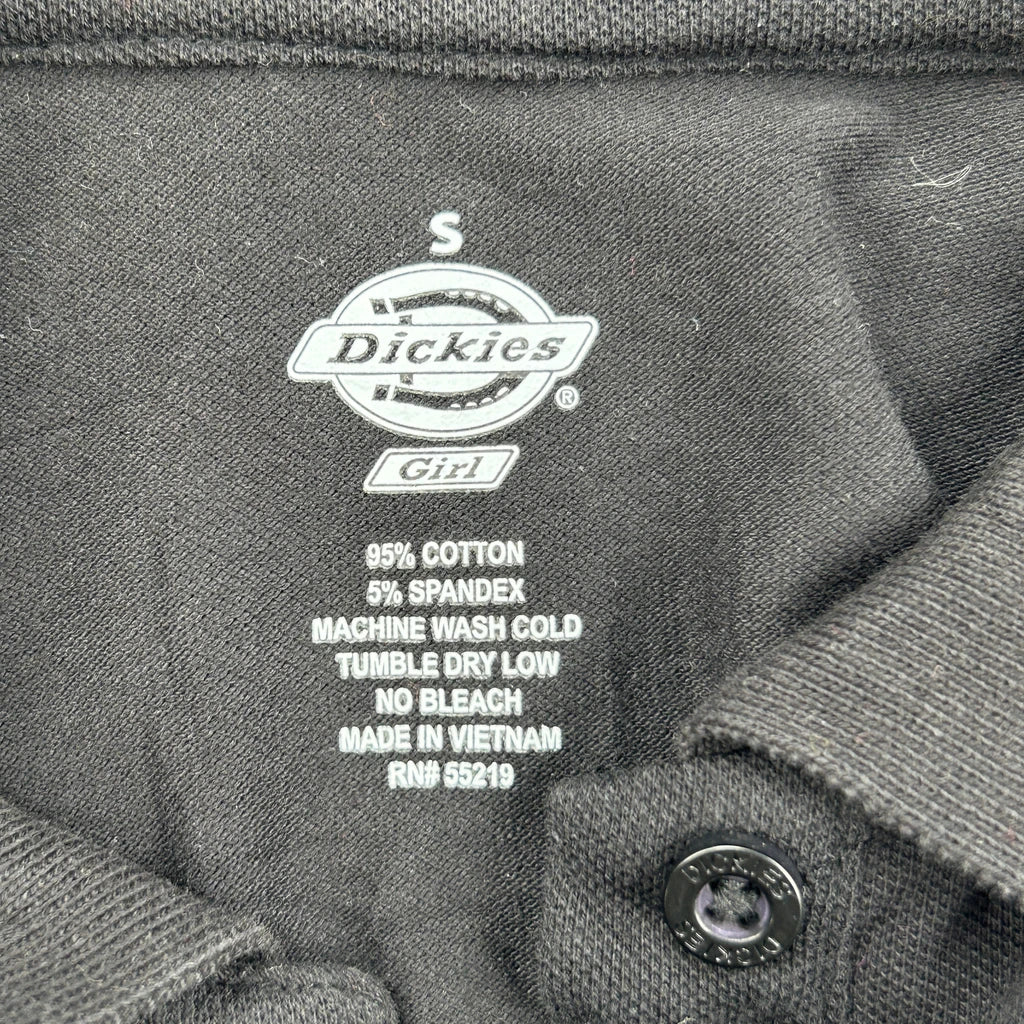 S
Dickies
®
Girl
95% COTTON
5% SPANDEX
MACHINE WASH COLD
TUMBLE DRY LOW
NO BLEACH
MADE IN VIETNAM
RN# 55219
DICKIES
DICKIES